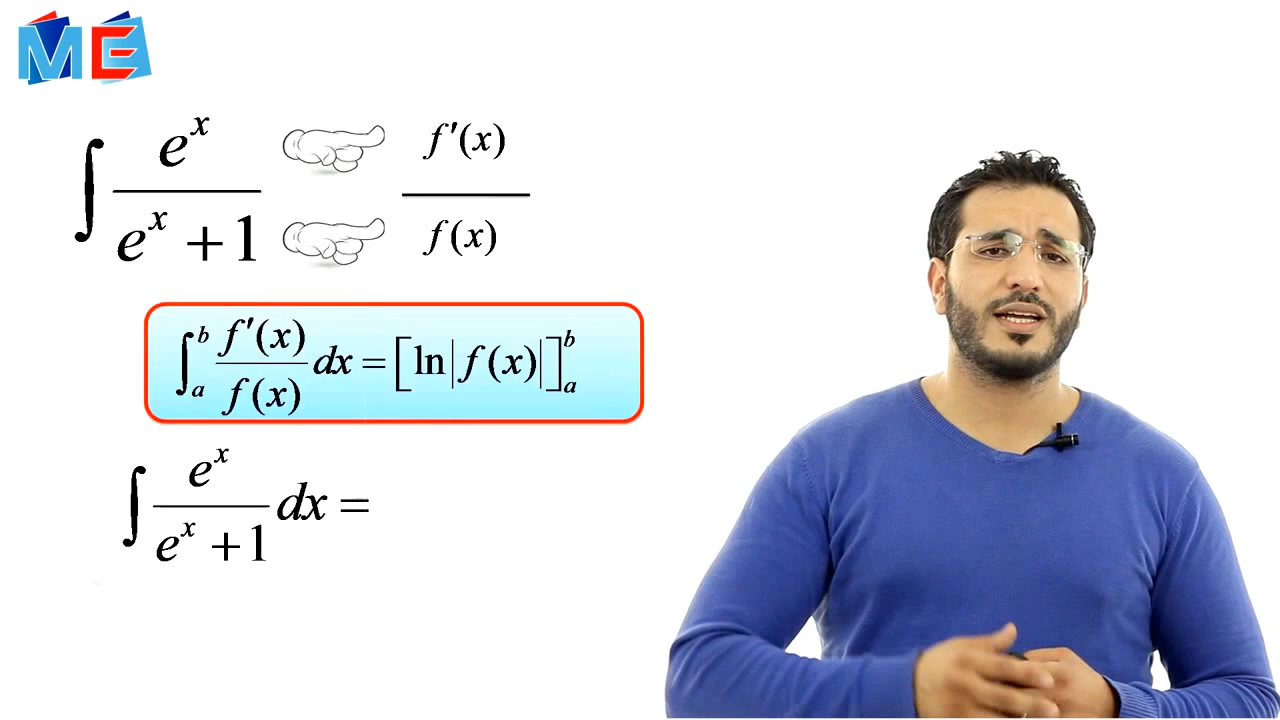 ME
∫ e^x / (e^x + 1) f'(x) / f(x)
∫_a^b f'(x)/f(x) dx = [ln|f(x)|]_a^b
∫ e^x / (e^x + 1) dx =